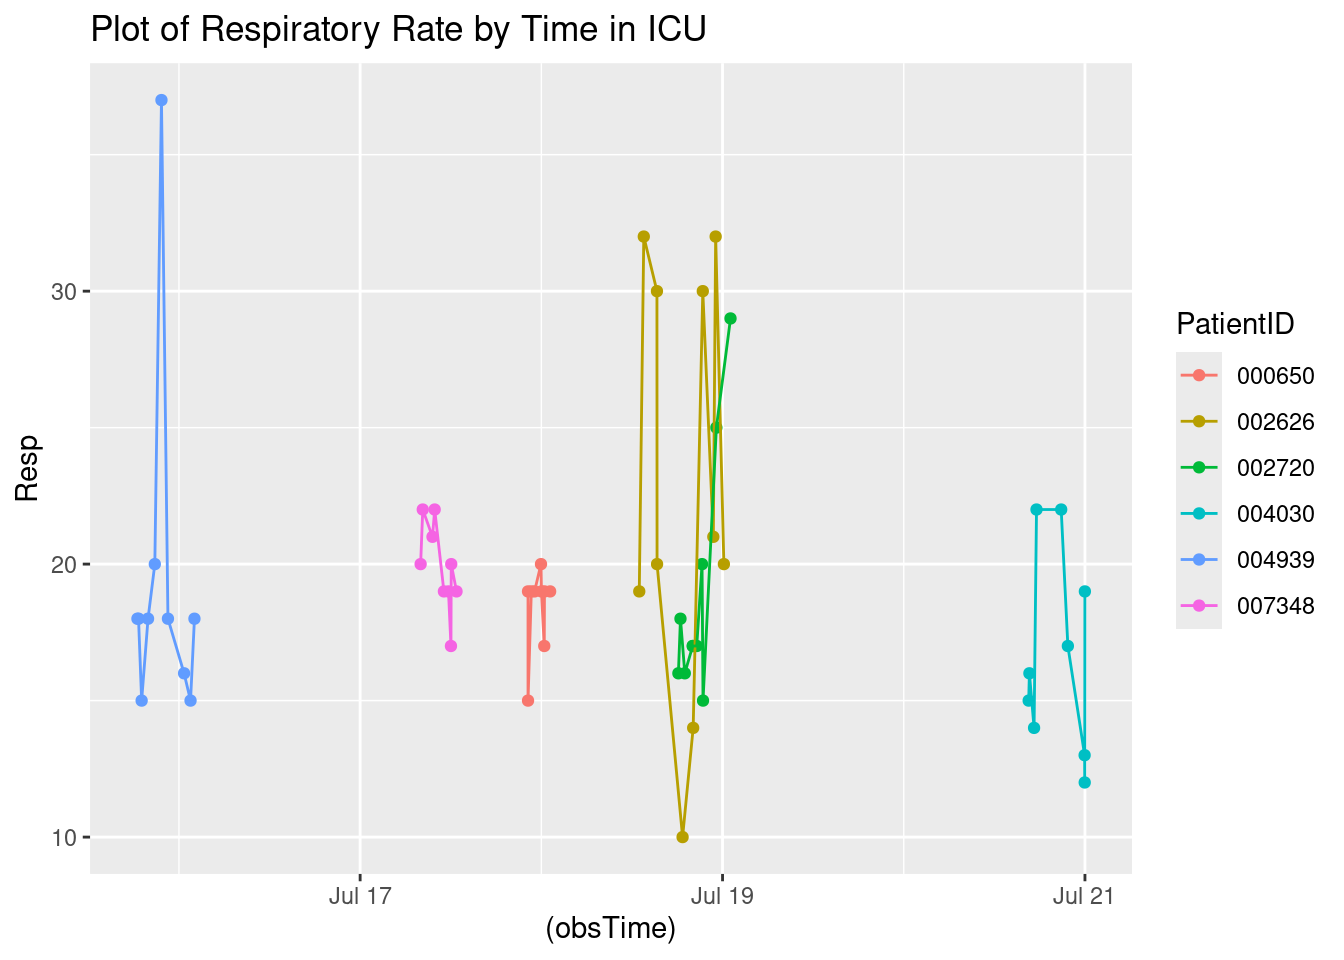 Plot of Respiratory Rate by Time in ICU
30
20
10
Resp
Jul 17
Jul 19
Jul 21
(obsTime)
PatientID
000650
002626
002720
004030
004939
007348